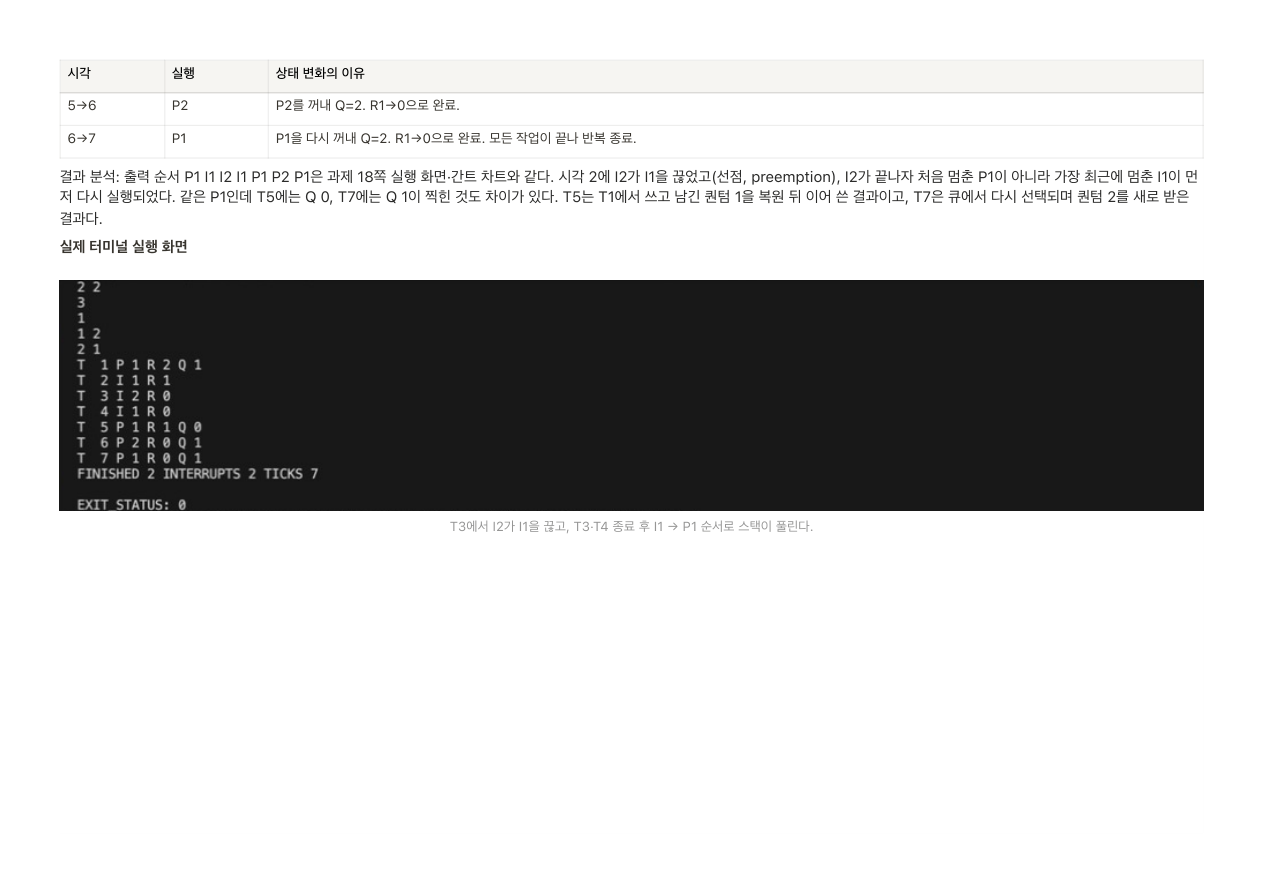 시각 실행 상태 변화의 이유
5→6 P2 P2를 꺼내 Q=2. R1→0으로 완료.
6→7 P1 P1을 다시 꺼내 Q=2. R1→0으로 완료. 모든 작업이 끝나 반복 종료.
결과 분석: 출력 순서 P1 I1 I2 I1 P1 P2 P1은 과제 18쪽 실행 화면·간트 차트와 같다. 시각 2에 I2가 I1을 끊었고(선점, preemption), I2가 끝나자 처음 멈춘 P1이 아니라 가장 최근에 멈춘 I1이 먼
저 다시 실행되었다. 같은 P1인데 T5에는 Q 0, T7에는 Q 1이 찍힌 것도 차이가 있다. T5는 T1에서 쓰고 남긴 퀀텀 1을 복원 뒤 이어 쓴 결과이고, T7은 큐에서 다시 선택되며 퀀텀 2를 새로 받은
결과다.
실제 터미널 실행 화면
2 2
3
1
1 2
2 1
T 1 P 1 R 2 Q 1
T 2 I 1 R 1
T 3 I 2 R 0
T 4 I 1 R 0
T 5 P 1 R 1 Q 0
T 6 P 2 R 0 Q 1
T 7 P 1 R 0 Q 1
FINISHED 2 INTERRUPTS 2 TICKS 7
EXIT STATUS: 0
T3에서 I2가 I1을 끊고, T3·T4 종료 후 I1 → P1 순서로 스택이 풀린다.